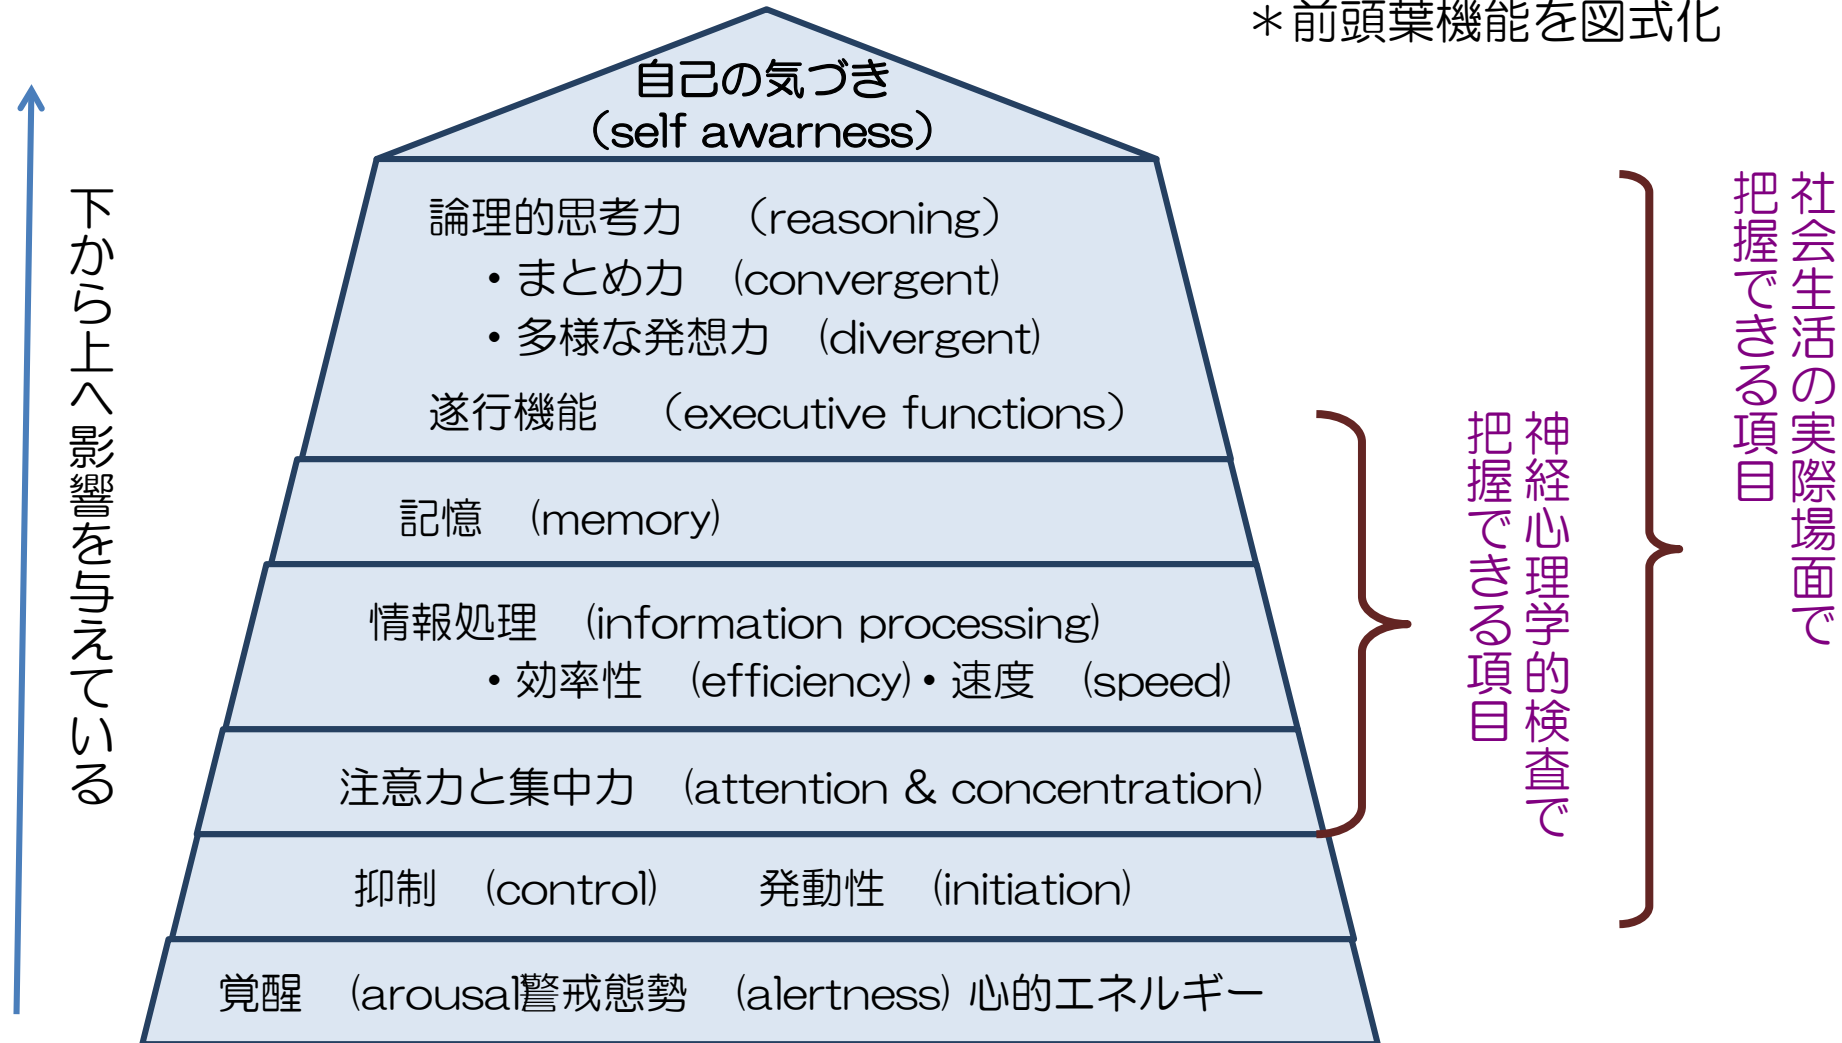 ＊前頭葉機能を図式化
自己の気づき
（self awarness）
論理的思考力　（reasoning）
・まとめ力　(convergent)
・多様な発想力　(divergent)
遂行機能　（executive functions）
記憶　(memory)
情報処理　(information processing)
・効率性　(efficiency)・速度　(speed)
注意力と集中力　(attention & concentration)
抑制　(control)　　発動性　(initiation)
覚醒　(arousal警戒態勢　(alertness) 心的エネルギー
下から上へ影響を与えている
神経心理学的検査で
把握できる項目
社会生活の実際場面で
把握できる項目